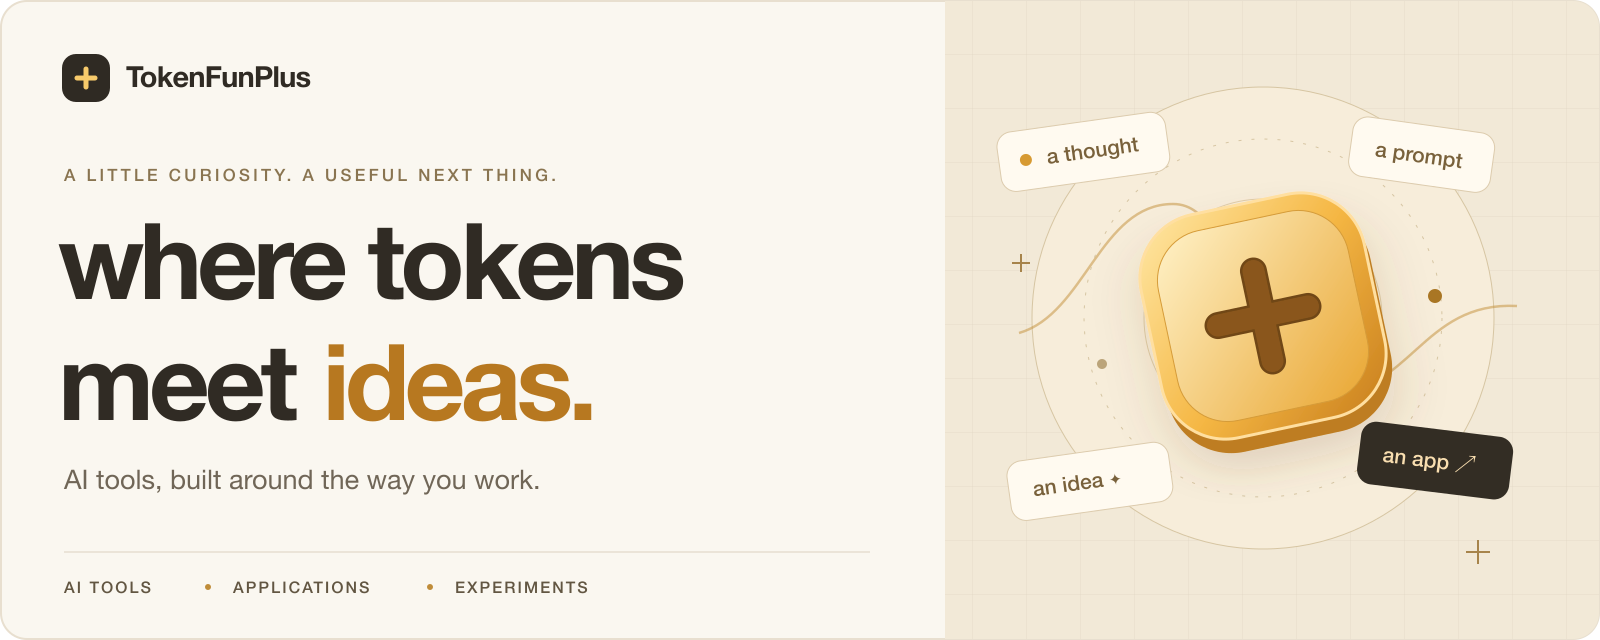 TokenFunPlus
A LITTLE CURIOSITY. A USEFUL NEXT THING.
where tokens
meet ideas.
AI tools, built around the way you work.
AI TOOLS • APPLICATIONS • EXPERIMENTS
a thought
a prompt
an idea ✦
an app ↗